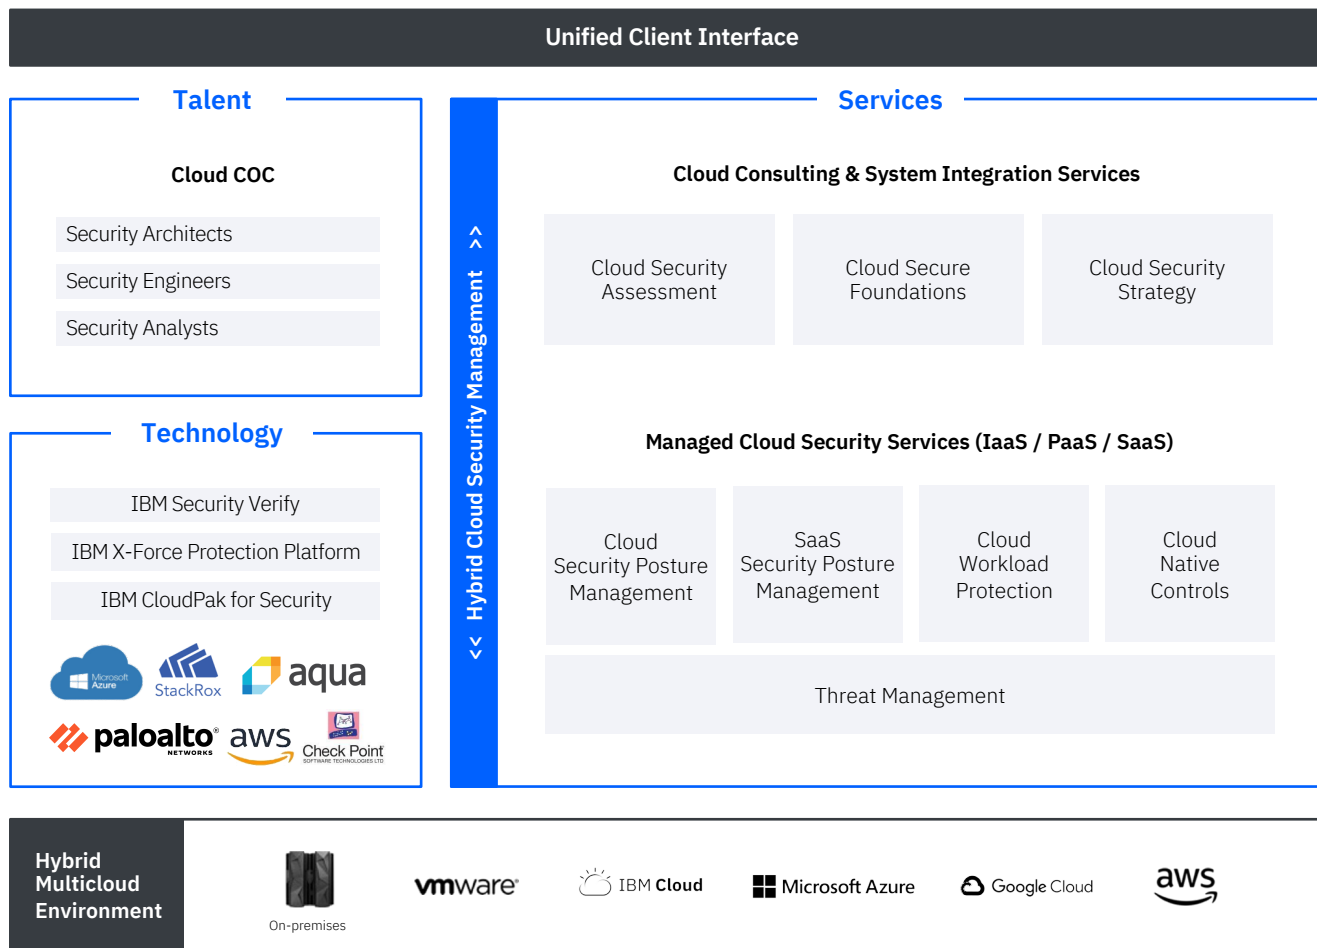 Unified Client Interface
Talent
Cloud COC
Security Architects
Security Engineers
Security Analysts
Technology
IBM Security Verify
IBM X-Force Protection Platform
IBM CloudPak for Security
Microsoft
Azure
StackRox
aqua
paloalto®
NETWORKS
aws
Check Point
SOFTWARE TECHNOLOGIES LTD
<< Hybrid Cloud Security Management >>
Services
Cloud Consulting & System Integration Services
Cloud Security
Assessment
Cloud Secure
Foundations
Cloud Security
Strategy
Managed Cloud Security Services (IaaS / PaaS / SaaS)
Cloud
Security Posture
Management
SaaS
Security Posture
Management
Cloud
Workload
Protection
Cloud
Native
Controls
Threat Management
Hybrid
Multicloud
Environment
On-premises
vmware®
IBM Cloud
Microsoft Azure
Google Cloud
aws